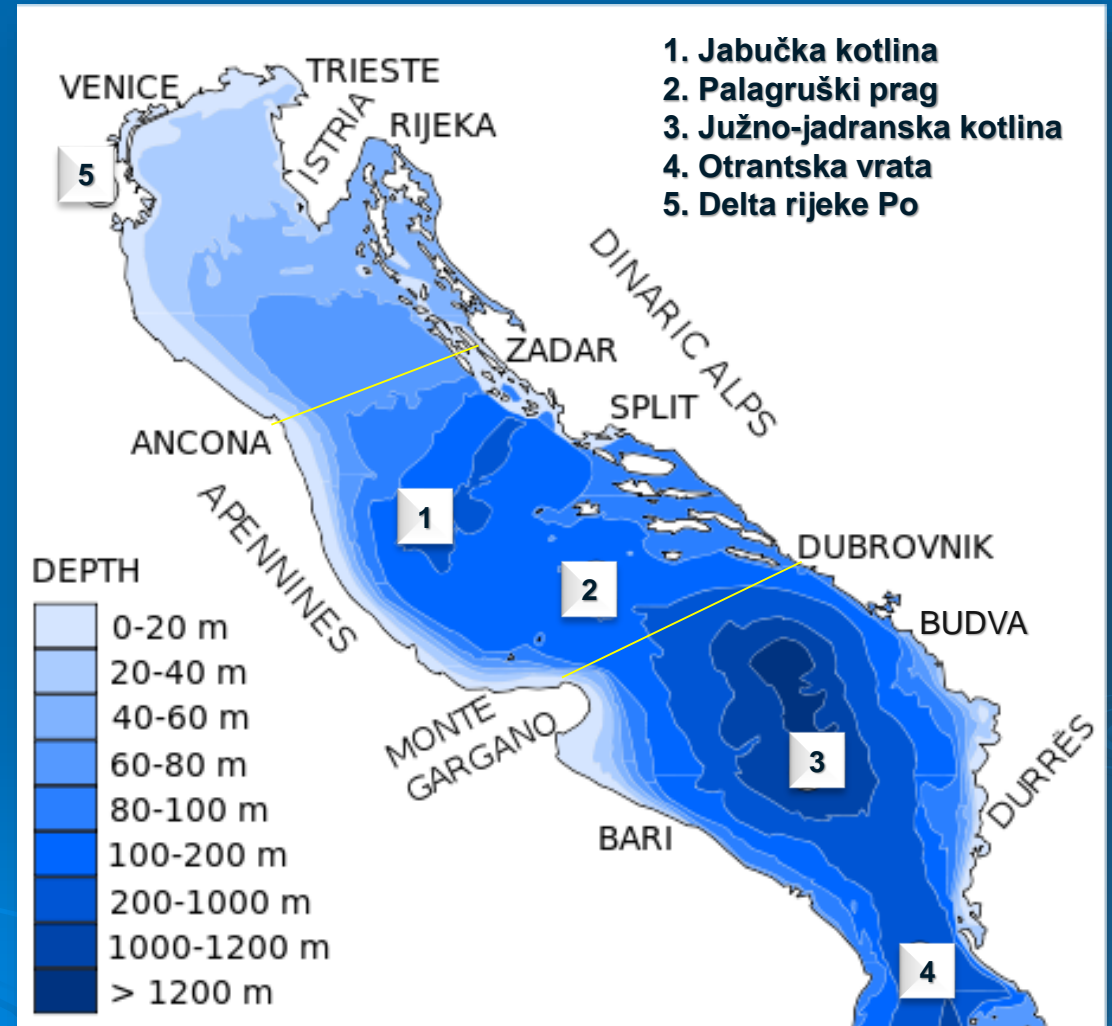 1. Jabučka kotlina
2. Palagruški prag
3. Južno-jadranska kotlina
4. Otrantska vrata
5. Delta rijeke Po
VENICE
TRIESTE
ISTRIA
RIJEKA
5
DINARIC ALPS
ZADAR
SPLIT
ANCONA
APENNINES
1
2
DUBROVNIK
BUDVA
MONTE
GARGANO
3
DURRËS
BARI
4
DEPTH
0-20 m
20-40 m
40-60 m
60-80 m
80-100 m
100-200 m
200-1000 m
1000-1200 m
> 1200 m